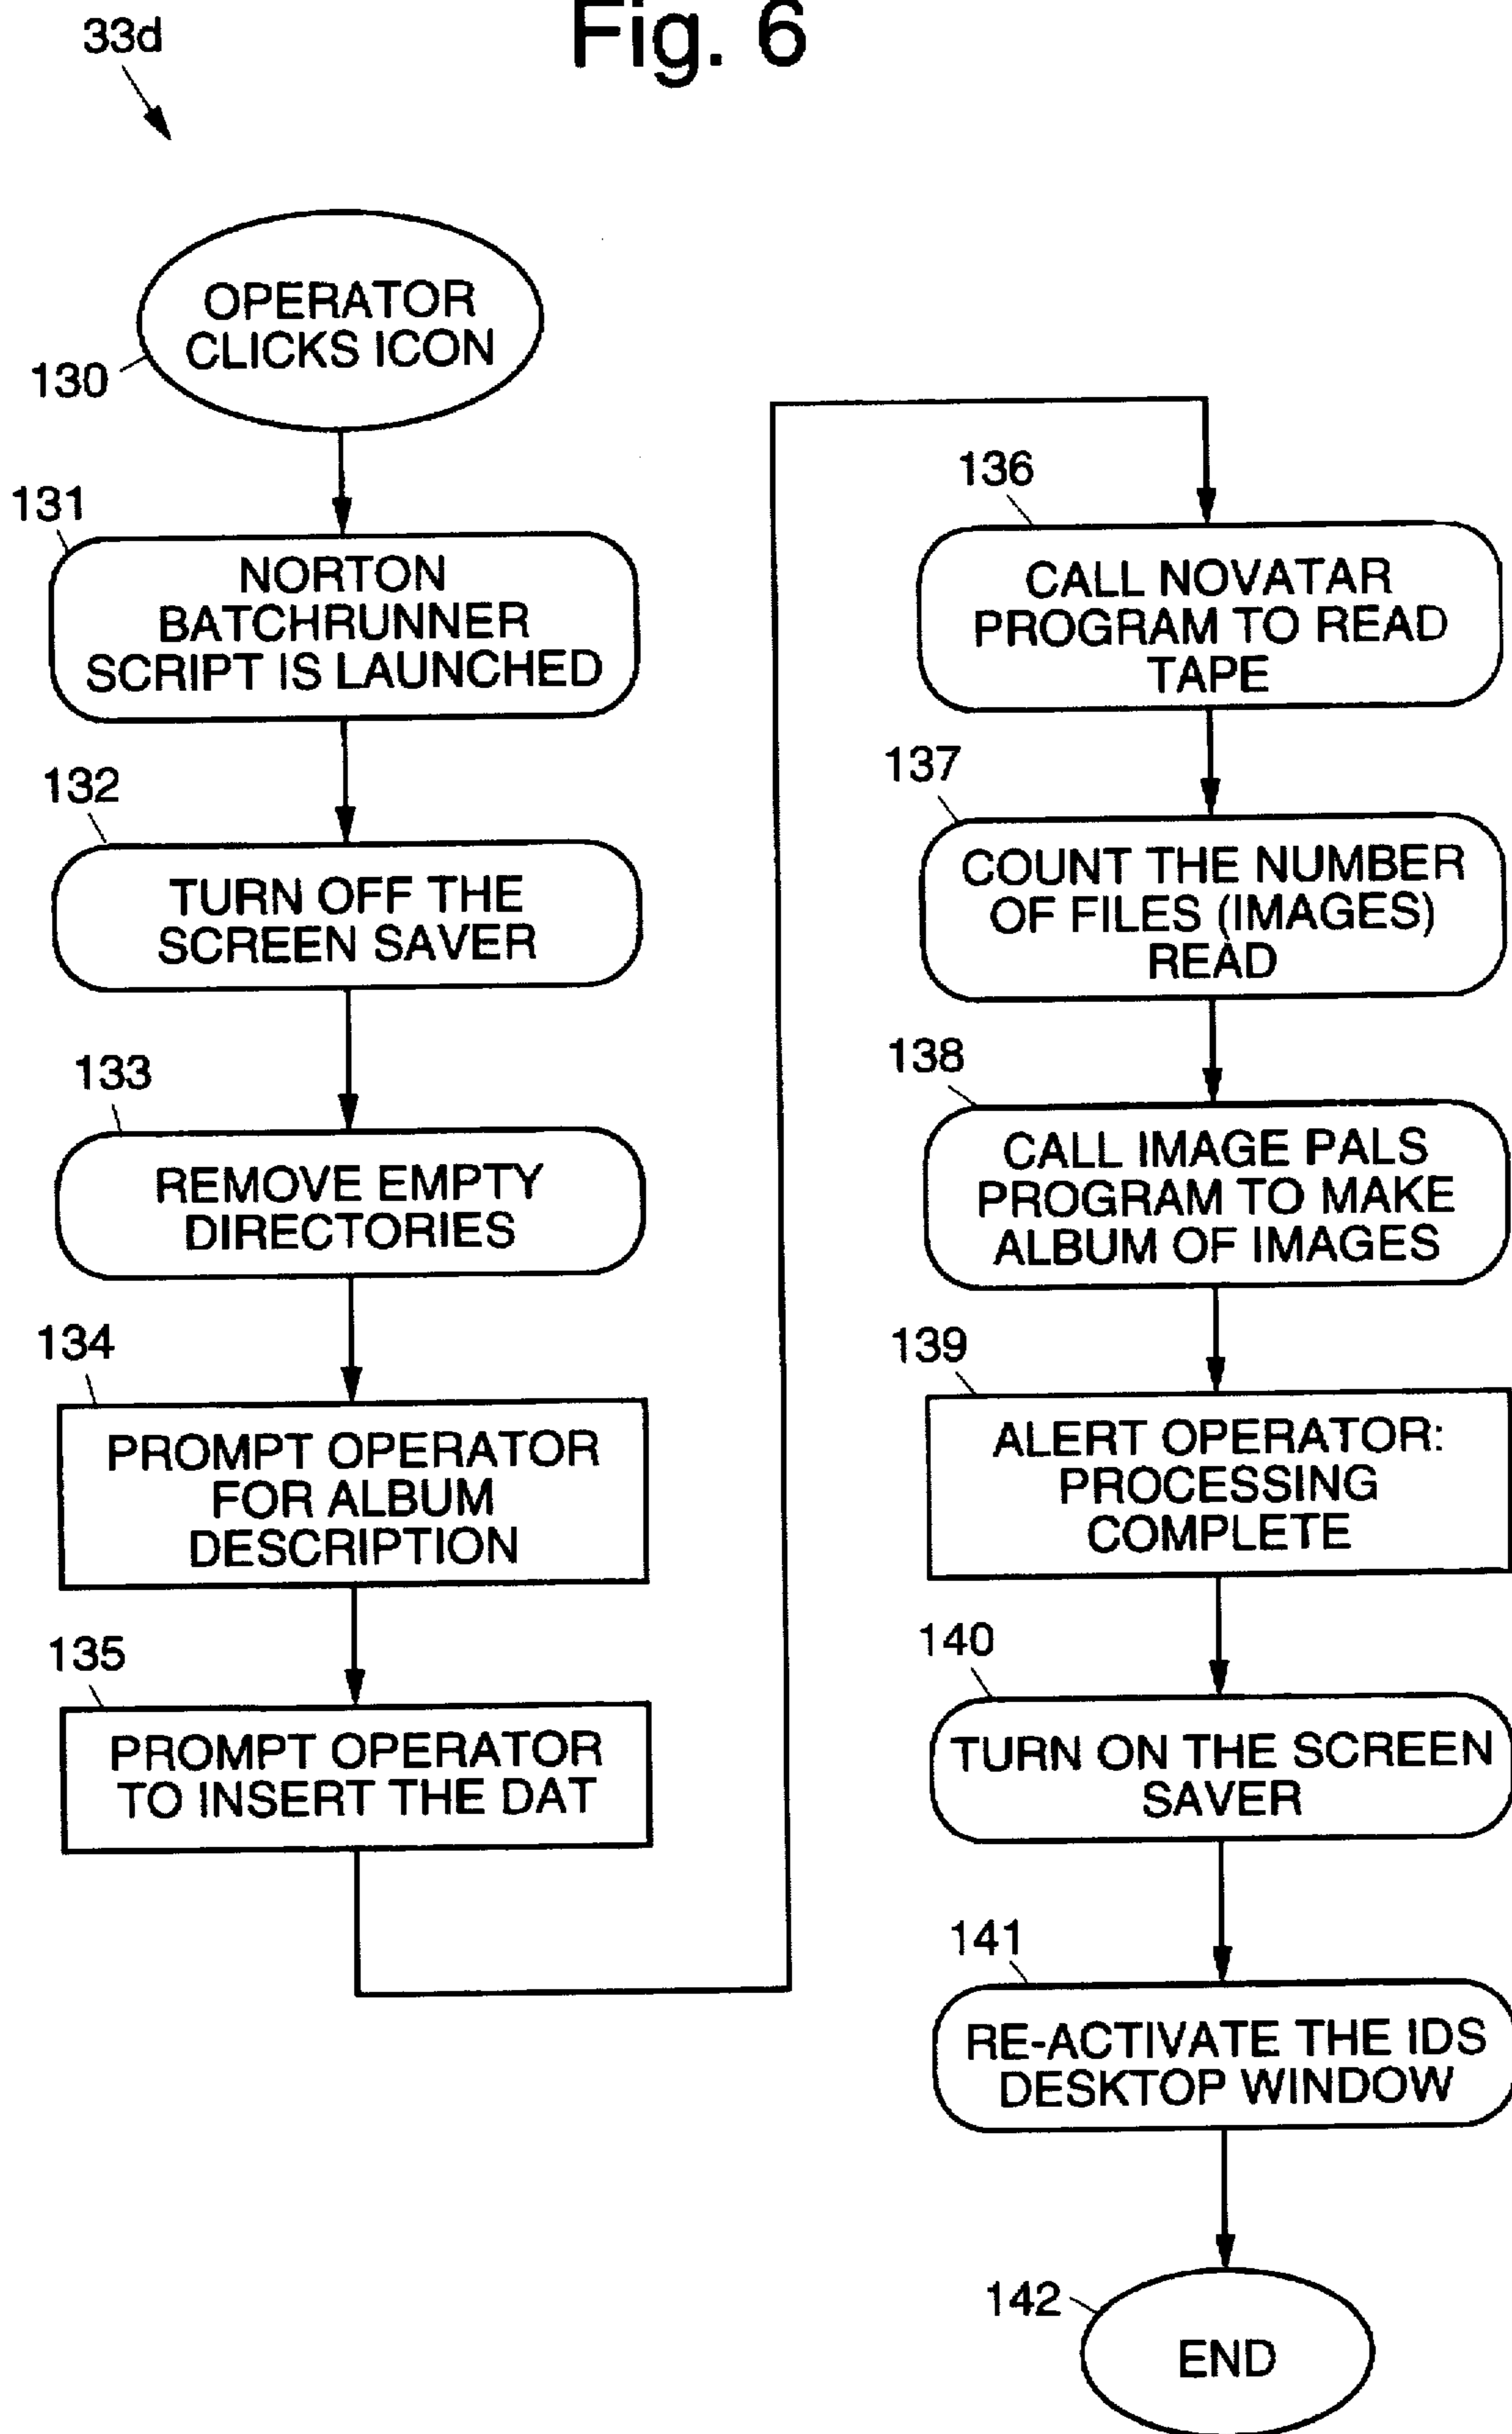 Fig. 6
33d
OPERATOR
CLICKS ICON
130
131
NORTON
BATCHRUNNER
SCRIPT IS LAUNCHED
132
TURN OFF THE
SCREEN SAVER
133
REMOVE EMPTY
DIRECTORIES
134
PROMPT OPERATOR
FOR ALBUM
DESCRIPTION
135
PROMPT OPERATOR
TO INSERT THE DAT
136
CALL NOVATAR
PROGRAM TO READ
TAPE
137
COUNT THE NUMBER
OF FILES (IMAGES)
READ
138
CALL IMAGE PALS
PROGRAM TO MAKE
ALBUM OF IMAGES
139
ALERT OPERATOR:
PROCESSING
COMPLETE
140
TURN ON THE SCREEN
SAVER
141
RE-ACTIVATE THE IDS
DESKTOP WINDOW
142
END